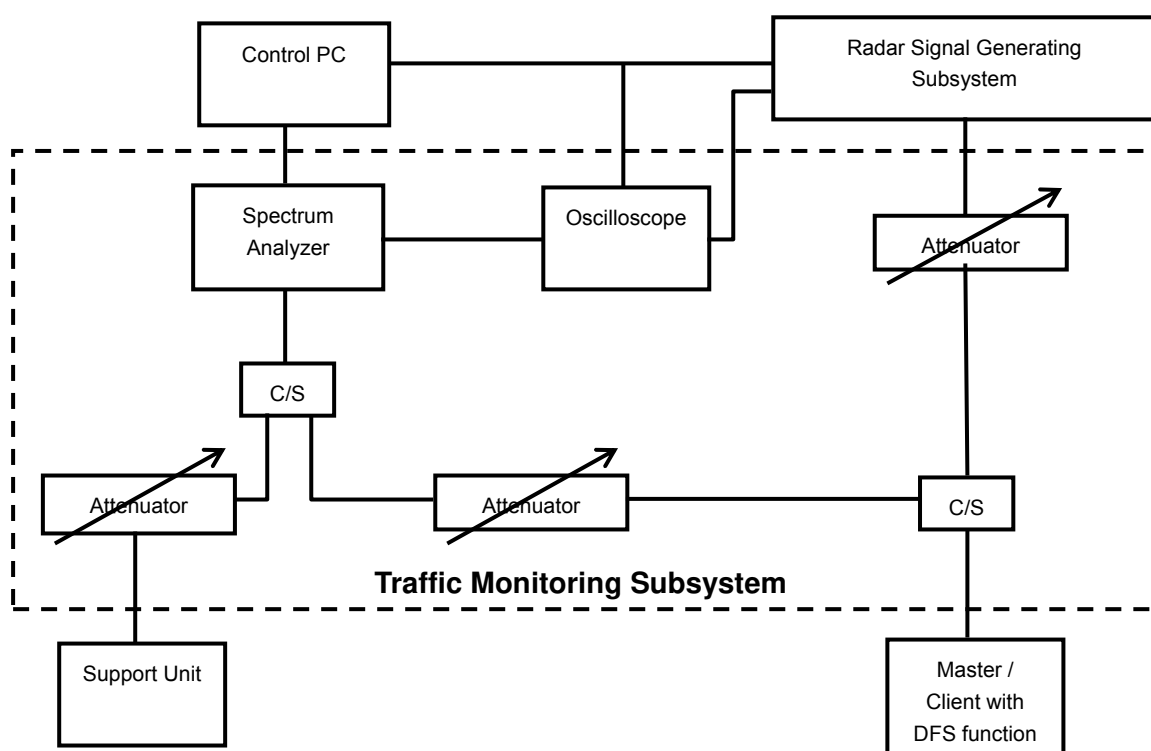 Control PC
Radar Signal Generating
Subsystem
Spectrum
Analyzer
Oscilloscope
Attenuator
C/S
Attenuator
Attenuator
C/S
Traffic Monitoring Subsystem
Support Unit
Master /
Client with
DFS function